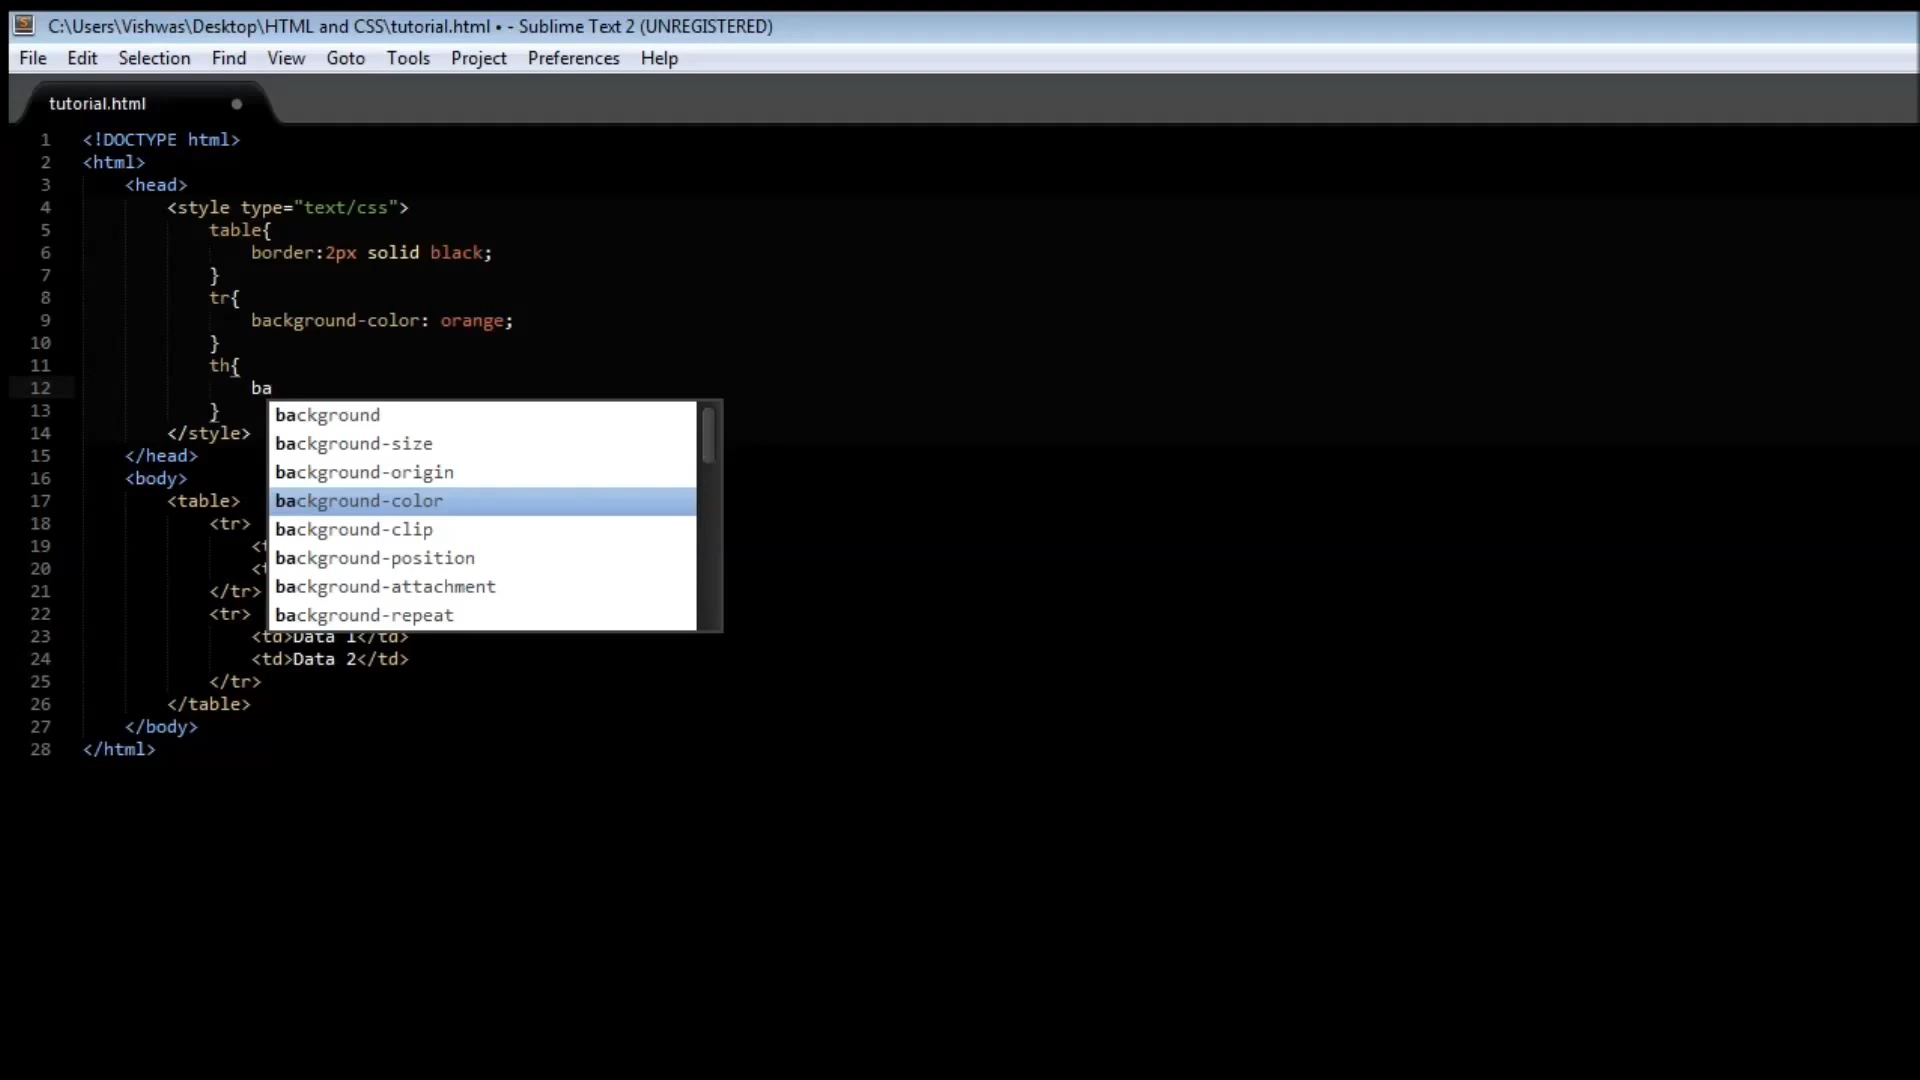 C:\Users\Vishwas\Desktop\HTML and CSS\tutorial.html • - Sublime Text 2 (UNREGISTERED)
File Edit Selection Find View Goto Tools Project Preferences Help
tutorial.html
1 <!DOCTYPE html>
2 <html>
3 <head>
4 <style type="text/css">
5 table{
6 border:2px solid black;
7 }
8 tr{
9 background-color: orange;
10 }
11 th{
12 ba
13 }
14 </style>
15 </head>
16 <body>
17 <table>
18 <tr>
19 <t
20 <t
21 </tr>
22 <tr>
23 <td>Data 1</td>
24 <td>Data 2</td>
25 </tr>
26 </table>
27 </body>
28 </html>
background
background-size
background-origin
background-color
background-clip
background-position
background-attachment
background-repeat